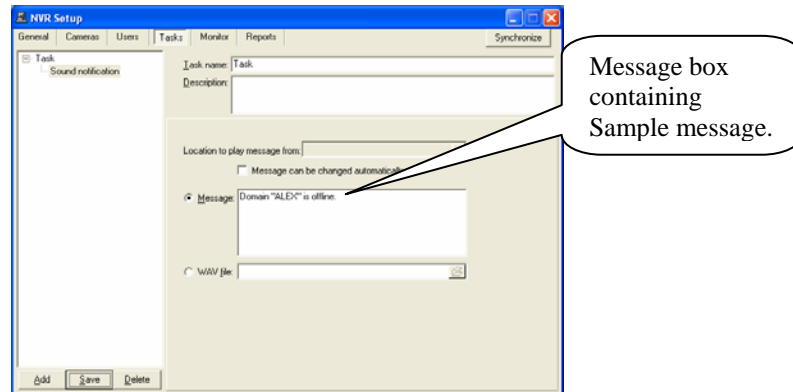 NVR Setup
General Cameras Users Tasks Monitor Reports Synchronize
Task
Sound notification
Task name: Task
Description:
Location to play message from:
Message can be changed automatically
Message: Domain "ALEX" is offline.
WAV file:
Add Save Delete
Message box
containing
Sample message.